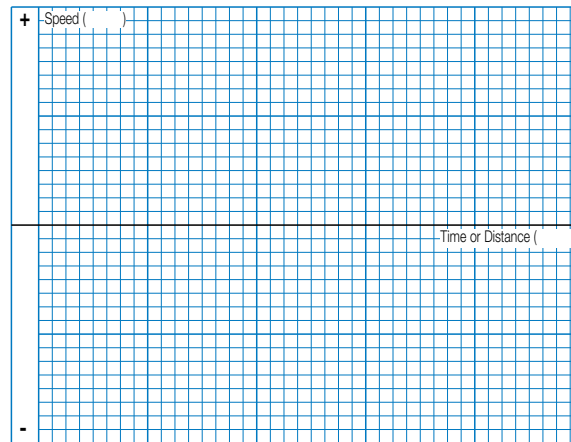 + Speed ( )
Time or Distance (
-